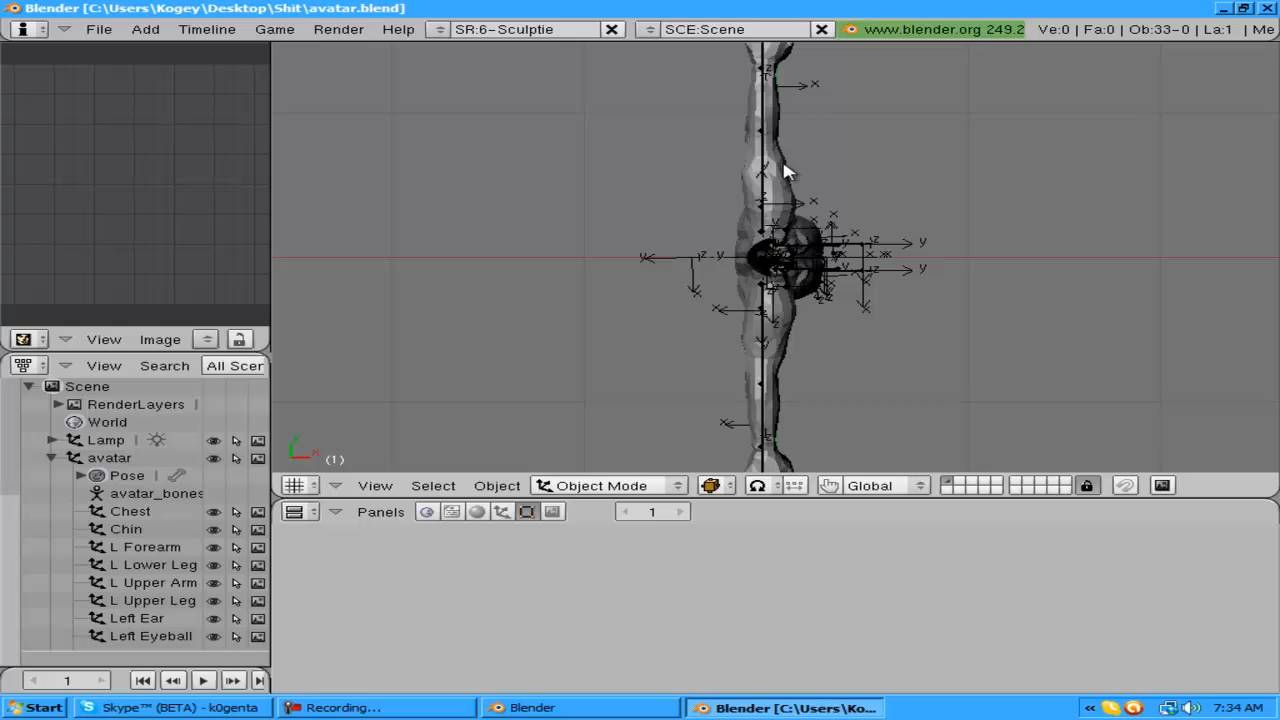 Blender [C:\Users\Kogey\Desktop\Shit\avatar.blend]
File Add Timeline Game Render Help SR:6-Sculptie SCE:Scene www.blender.org 249.2 Ve:0 | Fa:0 | Ob:33-0 | La:1 | Me
View Image
View Search All Scer
Scene
RenderLayers
World
Lamp
avatar
Pose
avatar_bones
Chest
Chin
L Forearm
L Lower Leg
L Upper Arm
L Upper Leg
Left Ear
Left Eyeball
1
(1)
View Select Object Object Mode Global
Panels 1
Start Skype™ (BETA) - k0genta Recording... Blender Blender [C:\Users\Ko... 7:34 AM